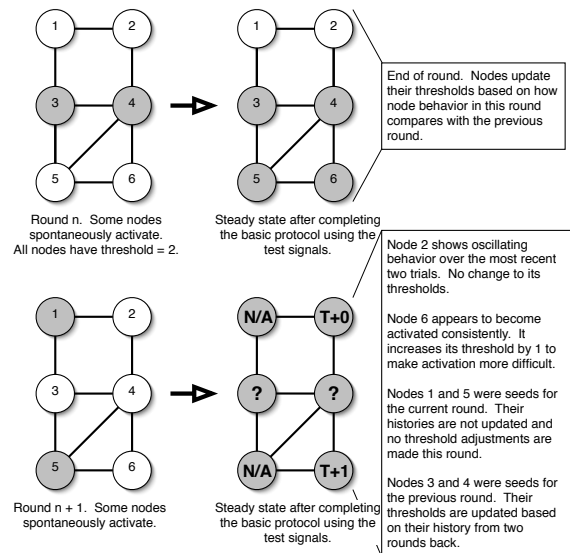 1
2
3
4
5
6
Round n. Some nodes
spontaneously activate.
All nodes have threshold = 2.
1
2
3
4
5
6
Steady state after completing
the basic protocol using the
test signals.
End of round. Nodes update
their thresholds based on how
node behavior in this round
compares with the previous
round.
1
2
3
4
5
6
Round n + 1. Some nodes
spontaneously activate.
N/A
T+0
?
?
N/A
T+1
Steady state after completing
the basic protocol using the
test signals.
Node 2 shows oscillating
behavior over the most recent
two trials. No change to its
thresholds.
Node 6 appears to become
activated consistently. It
increases its threshold by 1 to
make activation more difficult.
Nodes 1 and 5 were seeds for
the current round. Their
histories are not updated and
no threshold adjustments are
made this round.
Nodes 3 and 4 were seeds for
the previous round. Their
thresholds are updated based
on their history from two
rounds back.